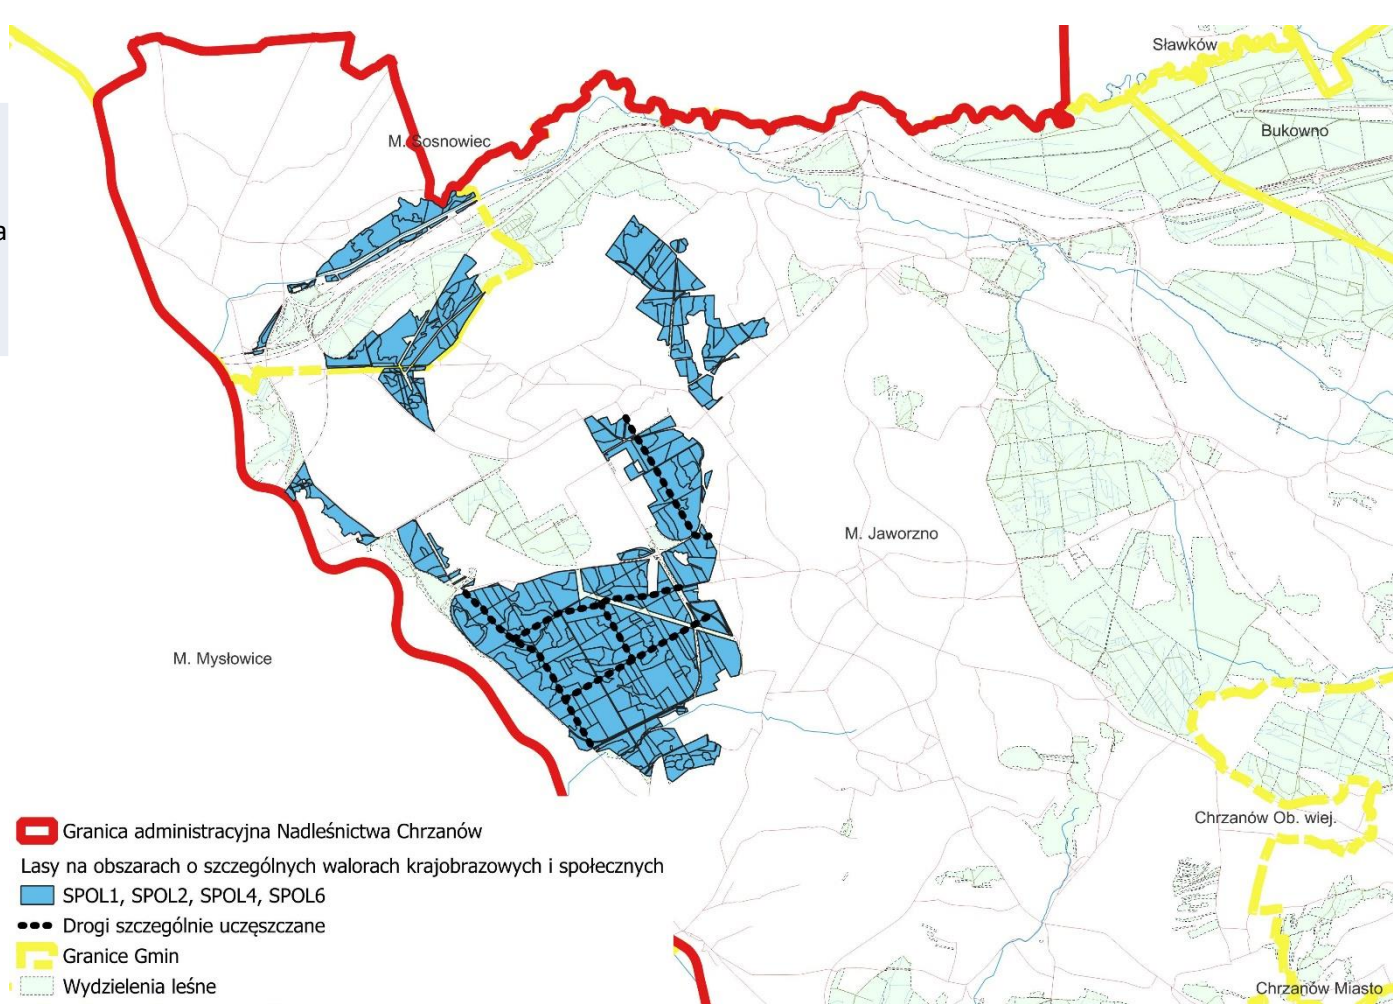 Sławków
Bukowno
M. Sosnowiec
a
M. Jaworzno
M. Mysłowice
Chrzanów Ob. wiej.
Granica administracyjna Nadleśnictwa Chrzanów
Lasy na obszarach o szczególnych walorach krajobrazowych i społecznych
SPOL1, SPOL2, SPOL4, SPOL6
Drogi szczególnie uczęszczane
Granice Gmin
Wydzielenia leśne
Chrzanów Miasto